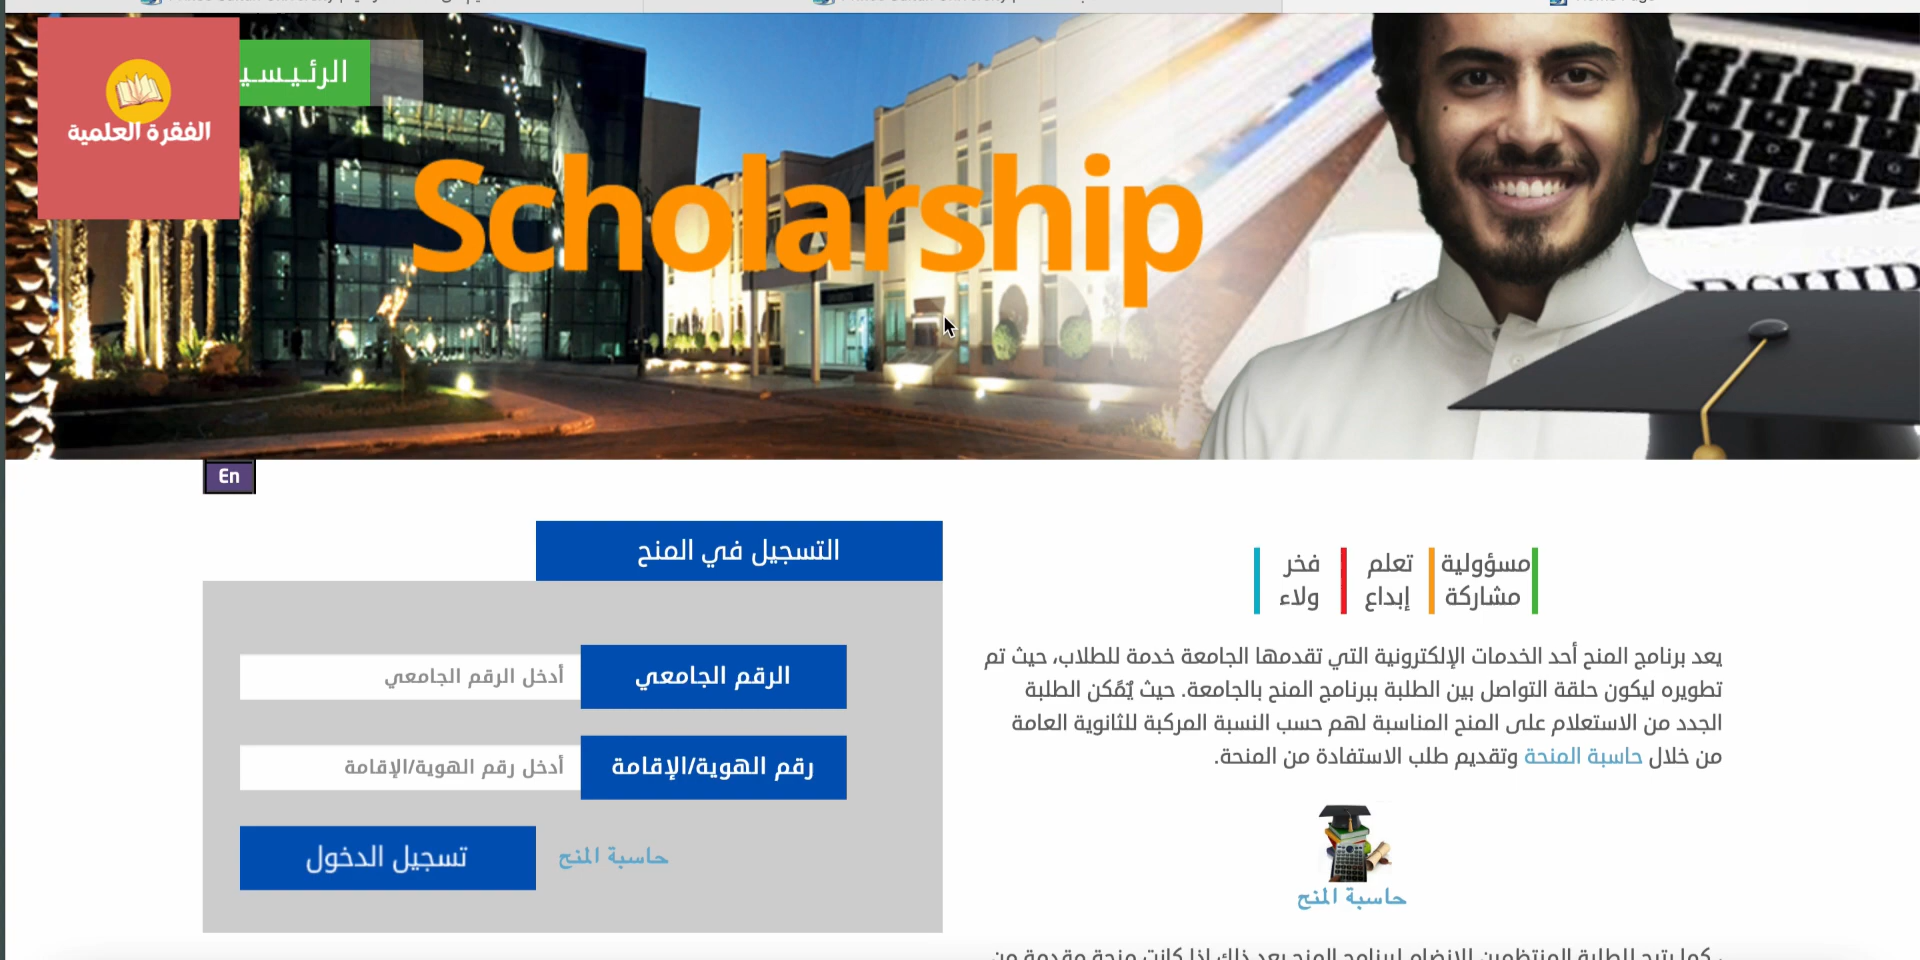 الرئيسي
الفقرة العلمية
Scholarship
En
مسؤولية
مشاركة
تعلم
إبداع
فخر
ولاء
يعد برنامج المنح أحد الخدمات الإلكترونية التي تقدمها الجامعة خدمة للطلاب، حيث تم
تطويره ليكون حلقة التواصل بين الطلبة ببرنامج المنح بالجامعة. حيث يُمًكن الطلبة
الجدد من الاستعلام على المنح المناسبة لهم حسب النسبة المركبة للثانوية العامة
من خلال حاسبة المنحة وتقديم طلب الاستفادة من المنحة.
حاسبة المنح
التسجيل في المنح
الرقم الجامعي
أدخل الرقم الجامعي
رقم الهوية/الإقامة
أدخل رقم الهوية/الإقامة
حاسبة المنح
تسجيل الدخول